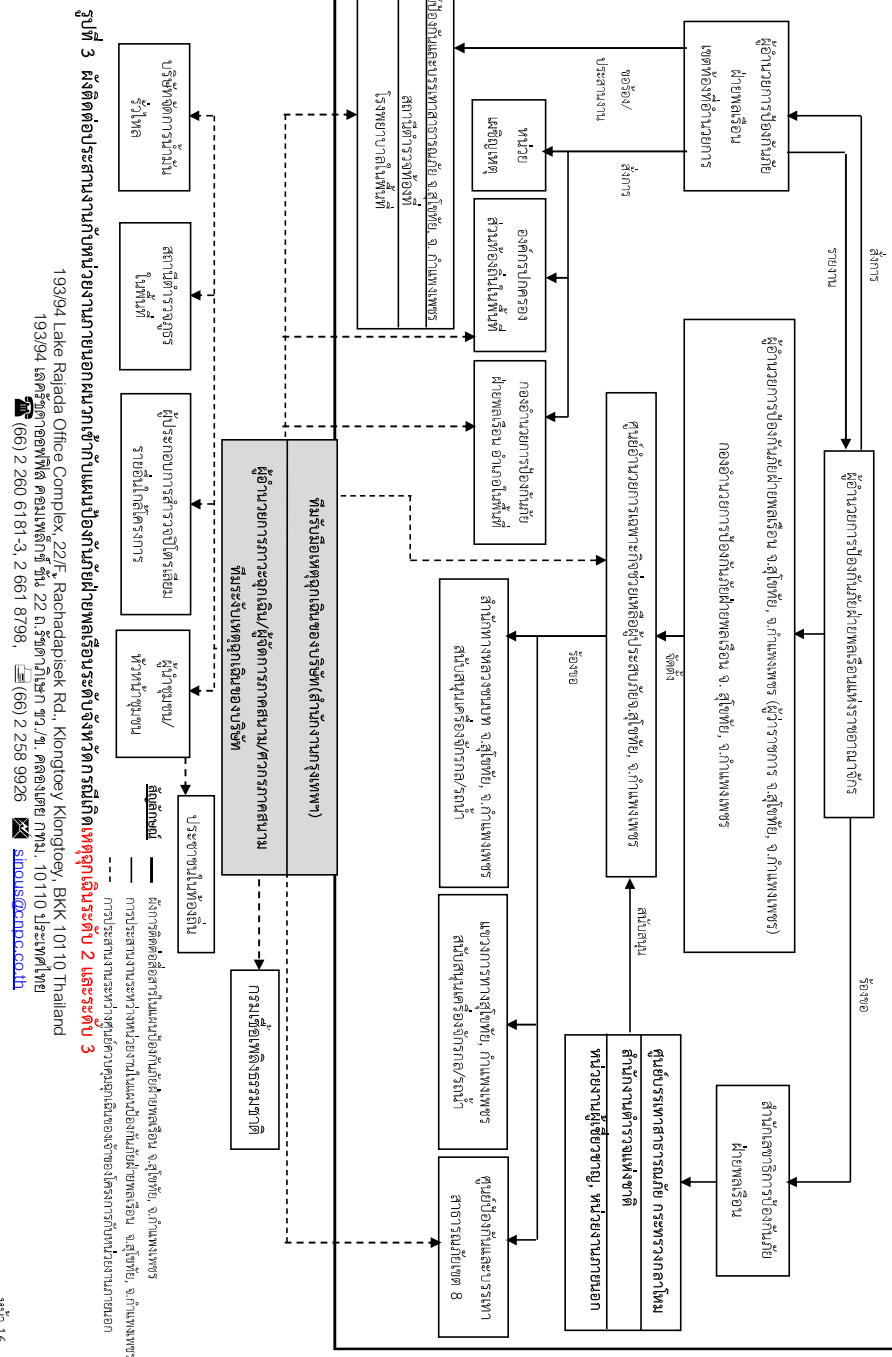 สั่งการ
ร้องขอ
ผู้อำนวยการป้องกันภัยฝ่ายพลเรือนแห่งราชอาณาจักร
รายงาน
ผู้อำนวยการป้องกันภัย
ฝ่ายพลเรือน
เขตท้องที่อำนวยการ
ผู้อำนวยการป้องกันภัยฝ่ายพลเรือน จ.สุโขทัย, จ.กำแพงเพชร (ผู้ว่าราชการ จ.สุโขทัย, จ.กำแพงเพชร)
กองอำนวยการป้องกันภัยฝ่ายพลเรือน จ. สุโขทัย, จ.กำแพงเพชร
สำนักเลขาธิการป้องกันภัย
ฝ่ายพลเรือน
ขอร้อง/
ประสานงาน
สั่งการ
จัดตั้ง
สนับสนุน
ศูนย์บรรเทาสาธารณภัย กระทรวงกลาโหม
สำนักงานตำรวจแห่งชาติ
หน่วยงานผู้เชี่ยวชาญ, หน่วยงานภายนอก
ศูนย์อำนวยการเฉพาะกิจช่วยเหลือผู้ประสบภัยจ.สุโขทัย, จ.กำแพงเพชร
ร้องขอ
หน่วย
เผชิญเหตุ
องค์กรปกครอง
ส่วนท้องถิ่นในพื้นที่
กองอำนวยการป้องกันภัย
ฝ่ายพลเรือน อำเภอในพื้นที่
สำนักทางหลวงชนบท จ.สุโขทัย, จ.กำแพงเพชร
สนับสนุนเครื่องจักรกล/รถน้ำ
แขวงการทางสุโขทัย, กำแพงเพชร
สนับสนุนเครื่องจักรกล/รถน้ำ
ศูนย์ป้องกันและบรรเทา
สาธารณภัยเขต 8
ป้องกันและบรรเทาสาธารณภัย จ.สุโขทัย, จ. กำแพงเพชร
สถานีตำรวจท้องที่
โรงพยาบาลในพื้นที่
ทีมรับมือเหตุฉุกเฉินของบริษัท(สำนักงานกรุงเทพฯ)
ผู้อำนวยการภาวะฉุกเฉิน/ผู้จัดการภาคสนาม/ศวกรภาคสนาม
ทีมระงับเหตุฉุกเฉินของบริษัท
กรมเชื้อเพลิงธรรมชาติ
บริษัทจัดการน้ำมัน
รั่วไหล
สถานีตำรวจภูธร
ในพื้นที่
ผู้ประกอบการสำรวจปิโตรเลียม
รายอื่นใกล้โครงการ
ผู้นำชุมชน/
หัวหน้าชุมชน
ประชาชนในท้องถิ่น
สัญลักษณ์
ผังการติดต่อสื่อสารในแผนป้องกันภัยฝ่ายพลเรือน จ.สุโขทัย, จ.กำแพงเพชร
การประสานงานระหว่างหน่วยงานในแผนป้องกันภัยฝ่ายพลเรือน จ.สุโขทัย, จ.กำแพงเพชร
การประสานงานระหว่างศูนย์ควบคุมฉุกเฉินของเจ้าของโครงการกับหน่วยงานภายนอก
รูปที่ 3 ผังติดต่อประสานงานกับหน่วยงานภายนอกผนวกเข้ากับแผนป้องกันภัยฝ่ายพลเรือนระดับจังหวัดกรณีเกิดเหตุฉุกเฉินระดับ 2 และระดับ 3
193/94 Lake Rajada Office Complex, 22/F, Rachadapisek Rd., Klongtoey Klongtoey, BKK 10110 Thailand
193/94 เลครัชดาออฟฟิส คอมเพล็กซ์ ชั้น 22 ถ.รัชดาภิเษก ขว./ข. คลองเตย กทม. 10110 ประเทศไทย
(66) 2 260 6181-3, 2 661 8798, (66) 2 258 9926 sinous@cnpc.co.th